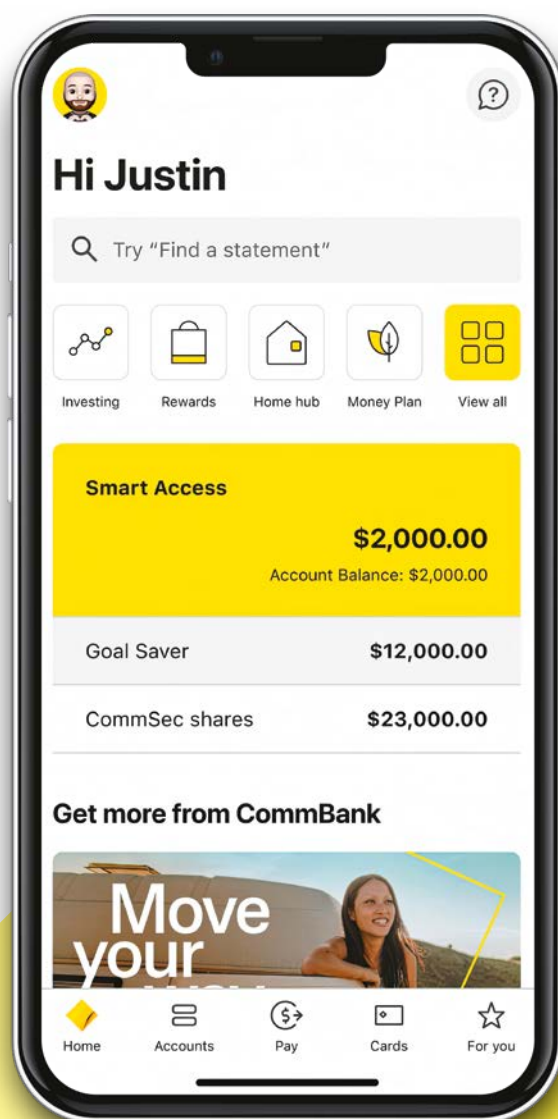 Hi Justin
Try "Find a statement"
Investing Rewards Home hub Money Plan View all
Smart Access
$2,000.00
Account Balance: $2,000.00
Goal Saver $12,000.00
CommSec shares $23,000.00
Get more from CommBank
Move
your
Home Accounts Pay Cards For you